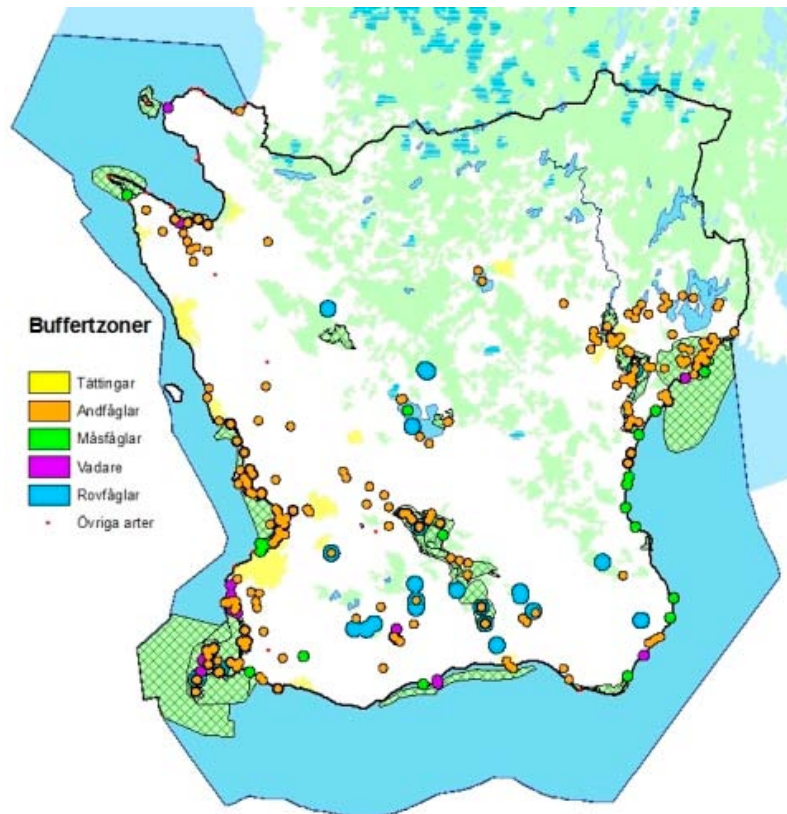 Buffertzoner
Tättingar
Andfåglar
Måsfåglar
Vadare
Rovfåglar
Övriga arter